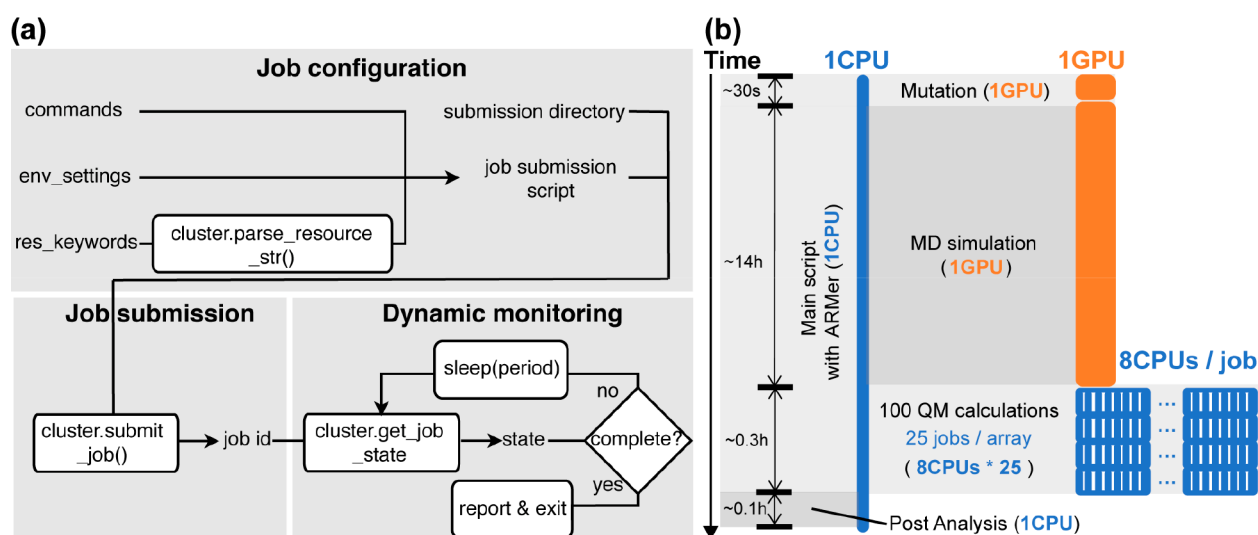 (a)
Job configuration
commands
submission directory
env_settings
job submission
script
res_keywords
cluster.parse_resource
_str()
Job submission
Dynamic monitoring
sleep(period)
no
cluster.submit
_job()
job id
cluster.get_job
_state
state
complete?
yes
report & exit
(b)
Time
1CPU
1GPU
~30s
Mutation (1GPU)
~14h
Main script
with ARMer (1CPU)
MD simulation
(1GPU)
8CPUs / job
~0.3h
100 QM calculations
25 jobs / array
( 8CPUs * 25 )
...
...
...
...
~0.1h
Post Analysis (1CPU)